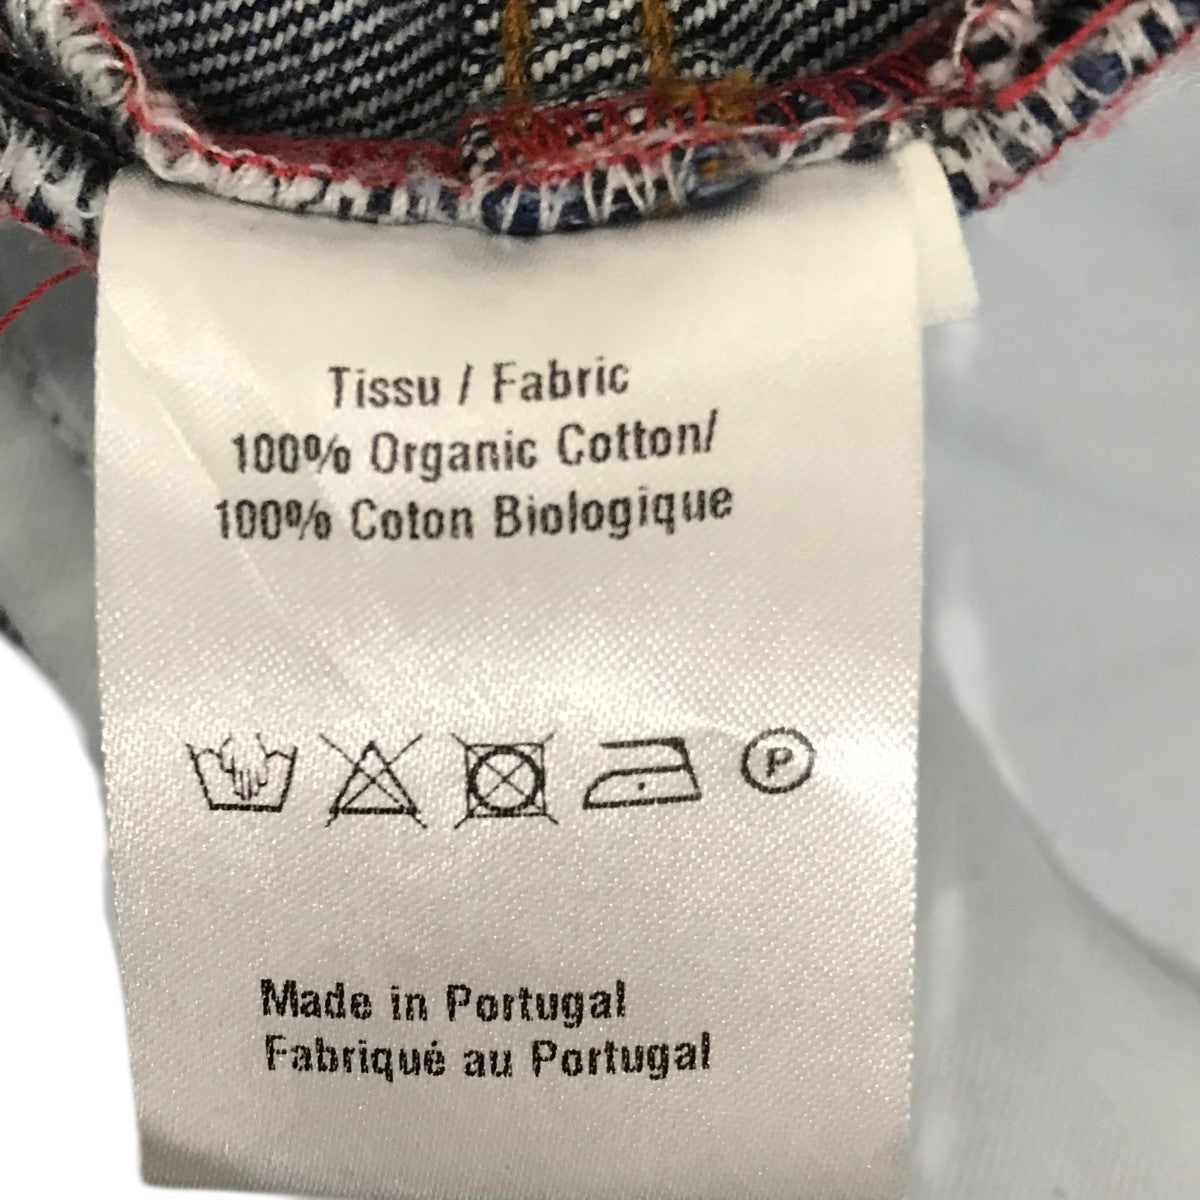 Tissu / Fabric
100% Organic Cotton/
100% Coton Biologique
P
Made in Portugal
Fabriqué au Portugal